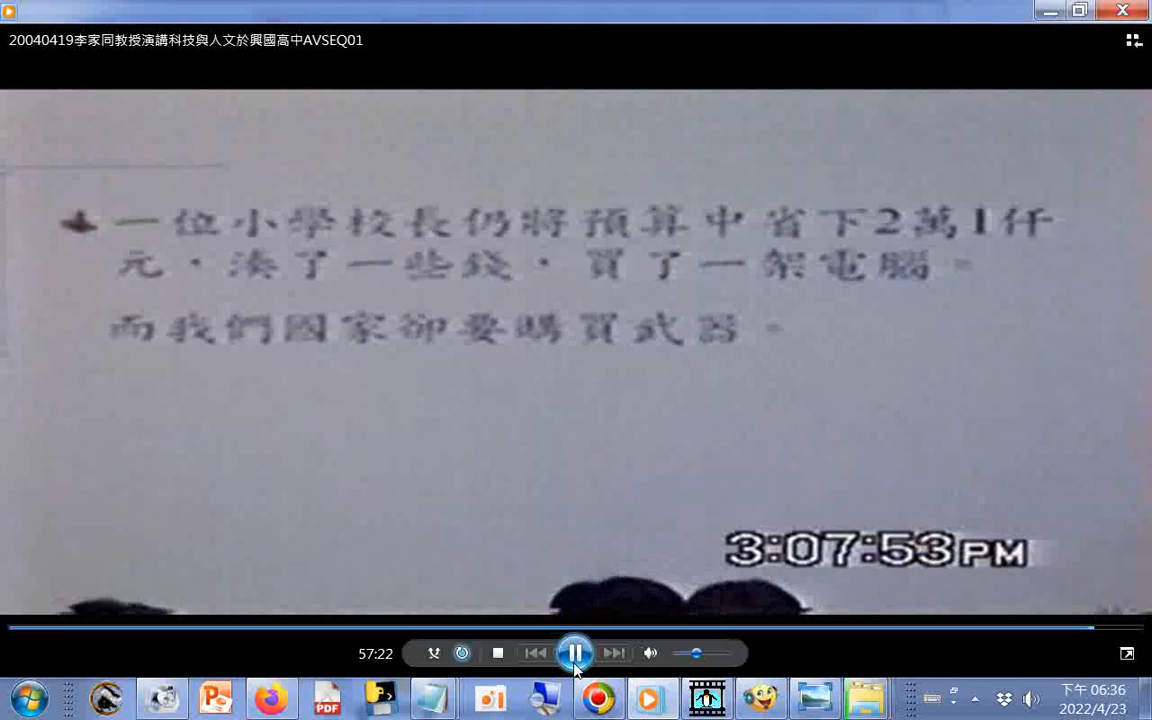 20040419李家同教授演講科技與人文於興國高中AVSEQ01
一位小學校長仍將預算中省下2萬1仟
元，湊了一些錢，買了一架電腦。
而我們國家卻要購買武器。
3:07:53PM
57:22
PDF
下午 06:36
2022/4/23